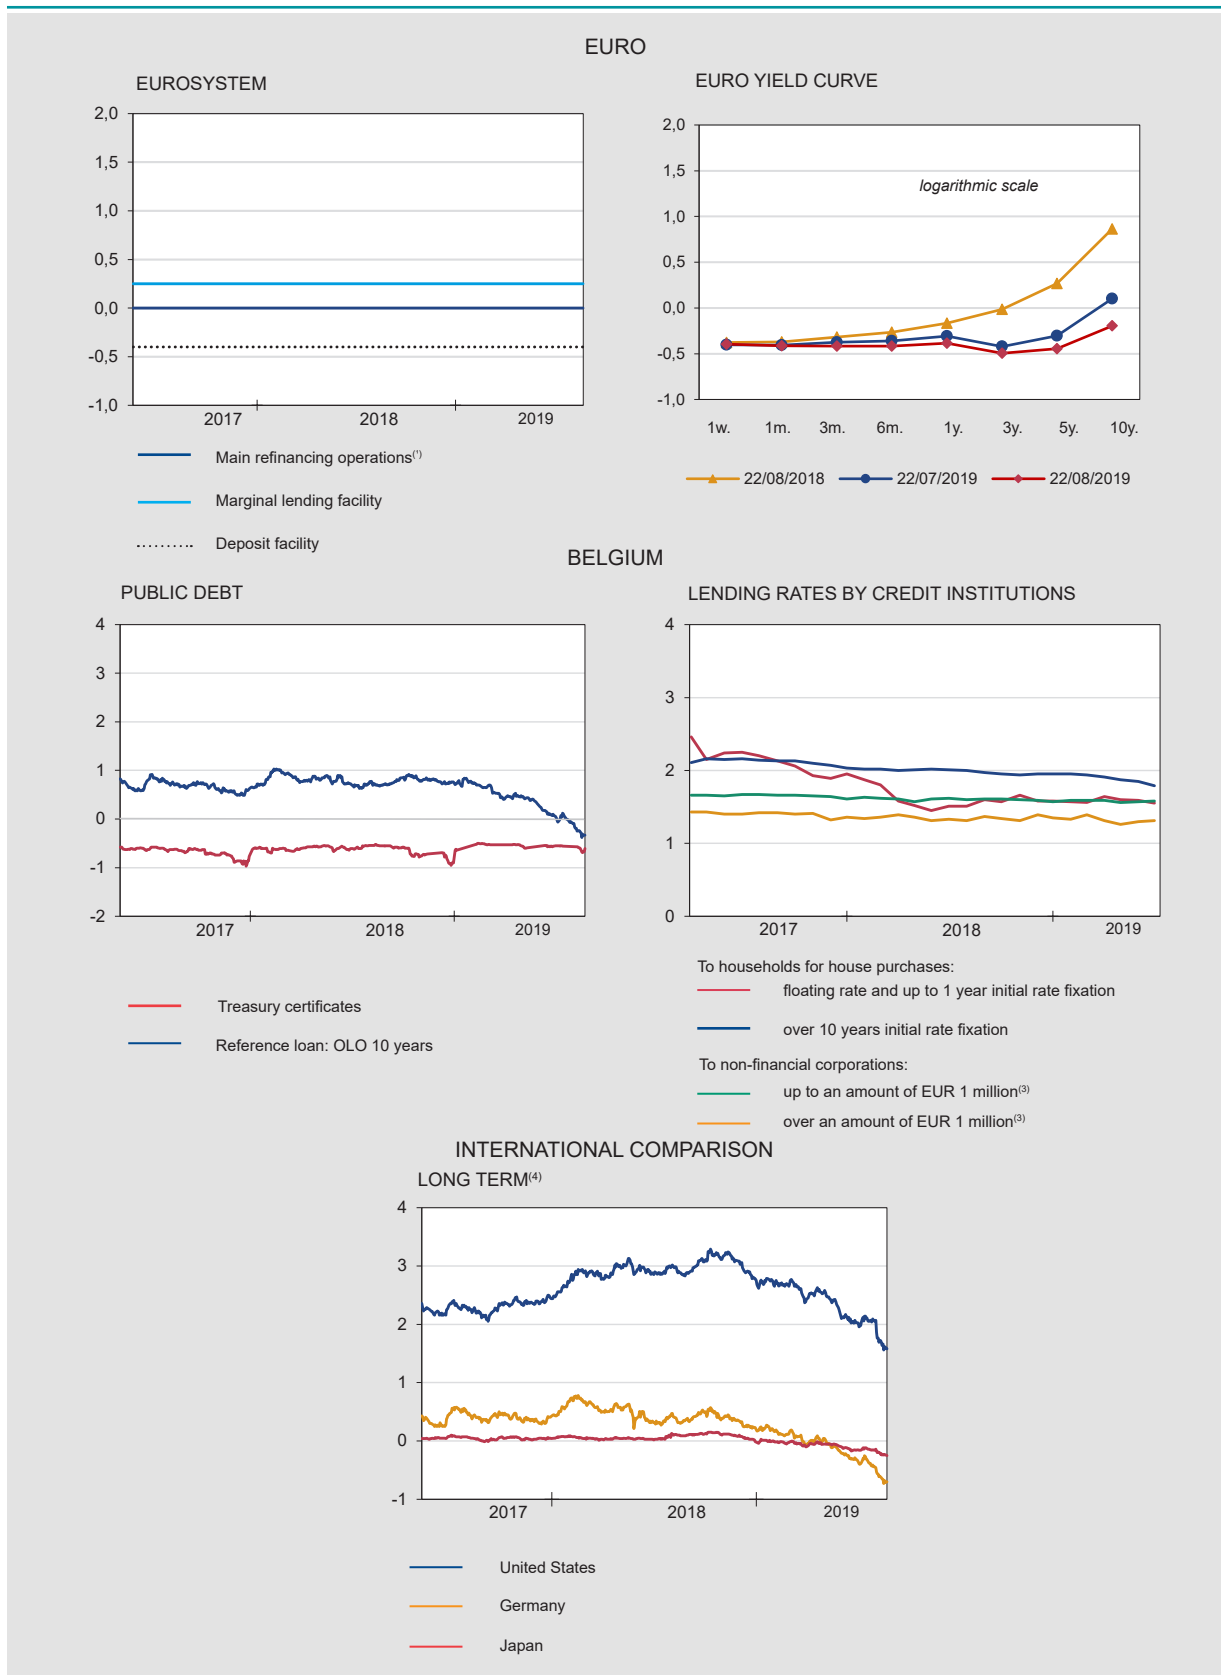 EURO
EUROSYSTEM
2,0
1,5
1,0
0,5
0,0
-0,5
-1,0
2017 2018 2019
Main refinancing operations(¹)
Marginal lending facility
Deposit facility
EURO YIELD CURVE
2,0
1,5
1,0
0,5
0,0
-0,5
-1,0
logarithmic scale
1w. 1m. 3m. 6m. 1y. 3y. 5y. 10y.
22/08/2018 22/07/2019 22/08/2019
BELGIUM
PUBLIC DEBT
4
3
2
1
0
-1
-2
2017 2018 2019
Treasury certificates
Reference loan: OLO 10 years
LENDING RATES BY CREDIT INSTITUTIONS
4
3
2
1
0
2017 2018 2019
To households for house purchases:
floating rate and up to 1 year initial rate fixation
over 10 years initial rate fixation
To non-financial corporations:
up to an amount of EUR 1 million(3)
over an amount of EUR 1 million(3)
INTERNATIONAL COMPARISON
LONG TERM(4)
4
3
2
1
0
-1
2017 2018 2019
United States
Germany
Japan